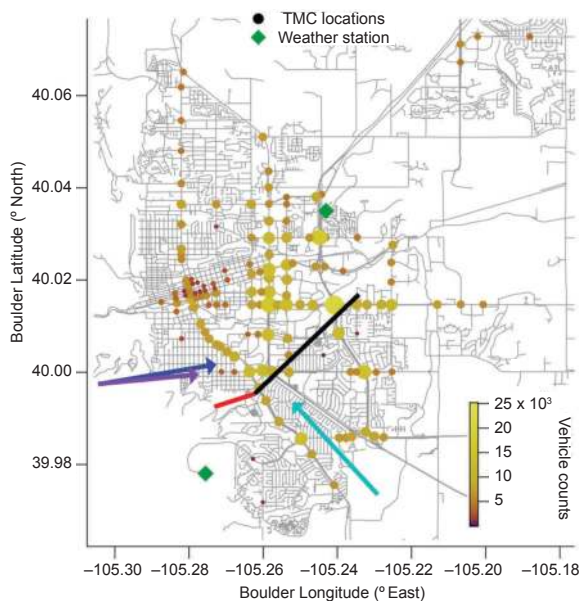 TMC locations
Weather station
40.06
40.04
40.02
40.00
39.98
Boulder Latitude (º North)
25 x 10³
20
15
10
5
Vehicle counts
–105.30 –105.28 –105.26 –105.24 –105.22 –105.20 –105.18
Boulder Longitude (º East)